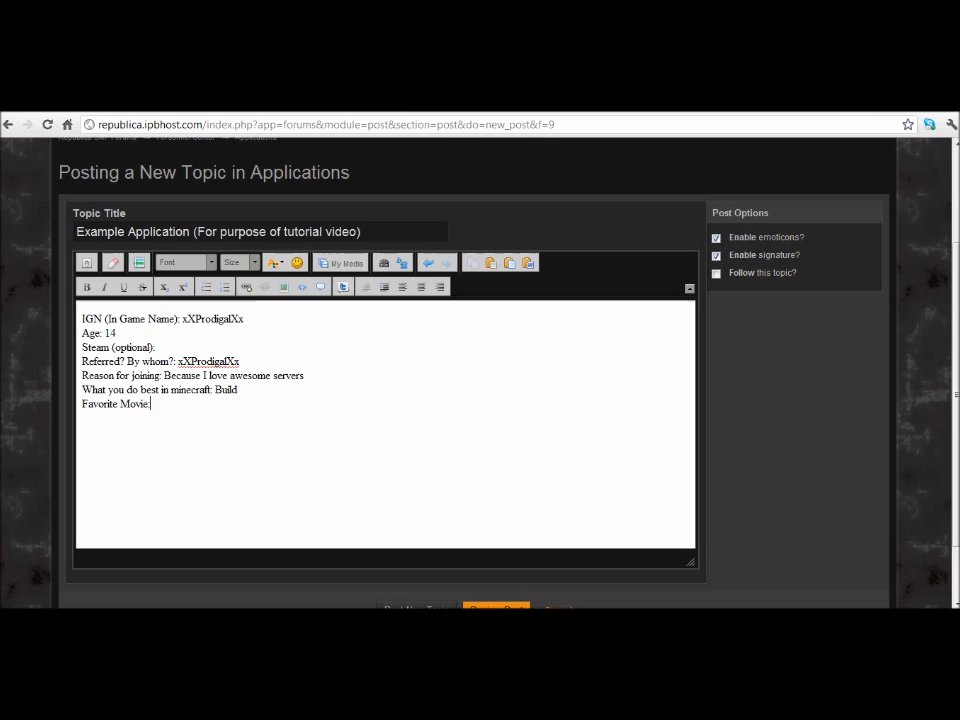 republica.ipbhost.com/index.php?app=forums&module=post&section=post&do=new_post&f=9
Posting a New Topic in Applications
Topic Title
Example Application (For purpose of tutorial video)
Font
Size
My Media
IGN (In Game Name): xXProdigalXx
Age: 14
Steam (optional):
Referred? By whom?: xXProdigalXx
Reason for joining: Because I love awesome servers
What you do best in minecraft: Build
Favorite Movie:
Post Options
Enable emoticons?
Enable signature?
Follow this topic?